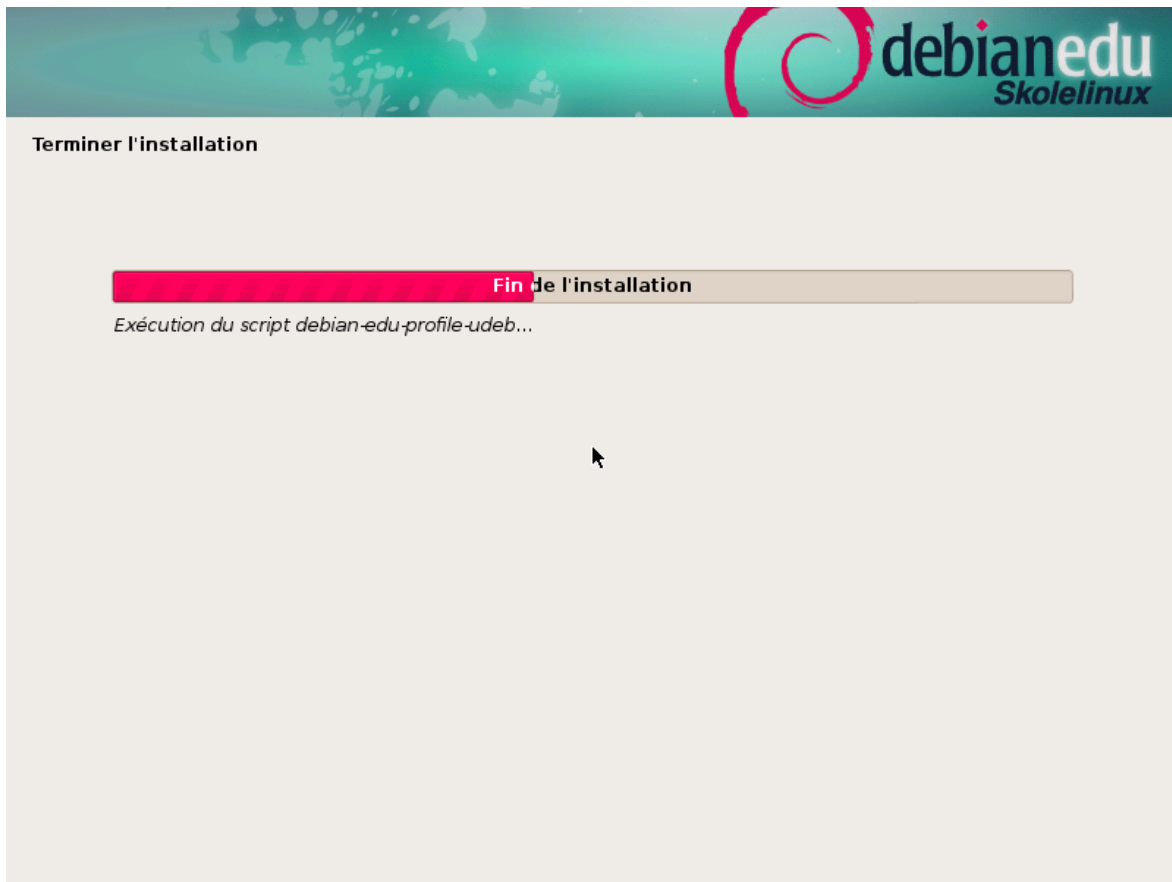 debianedu
Skolelinux
Terminer l'installation
Fin de l'installation
Exécution du script debian-edu-profile-udeb...